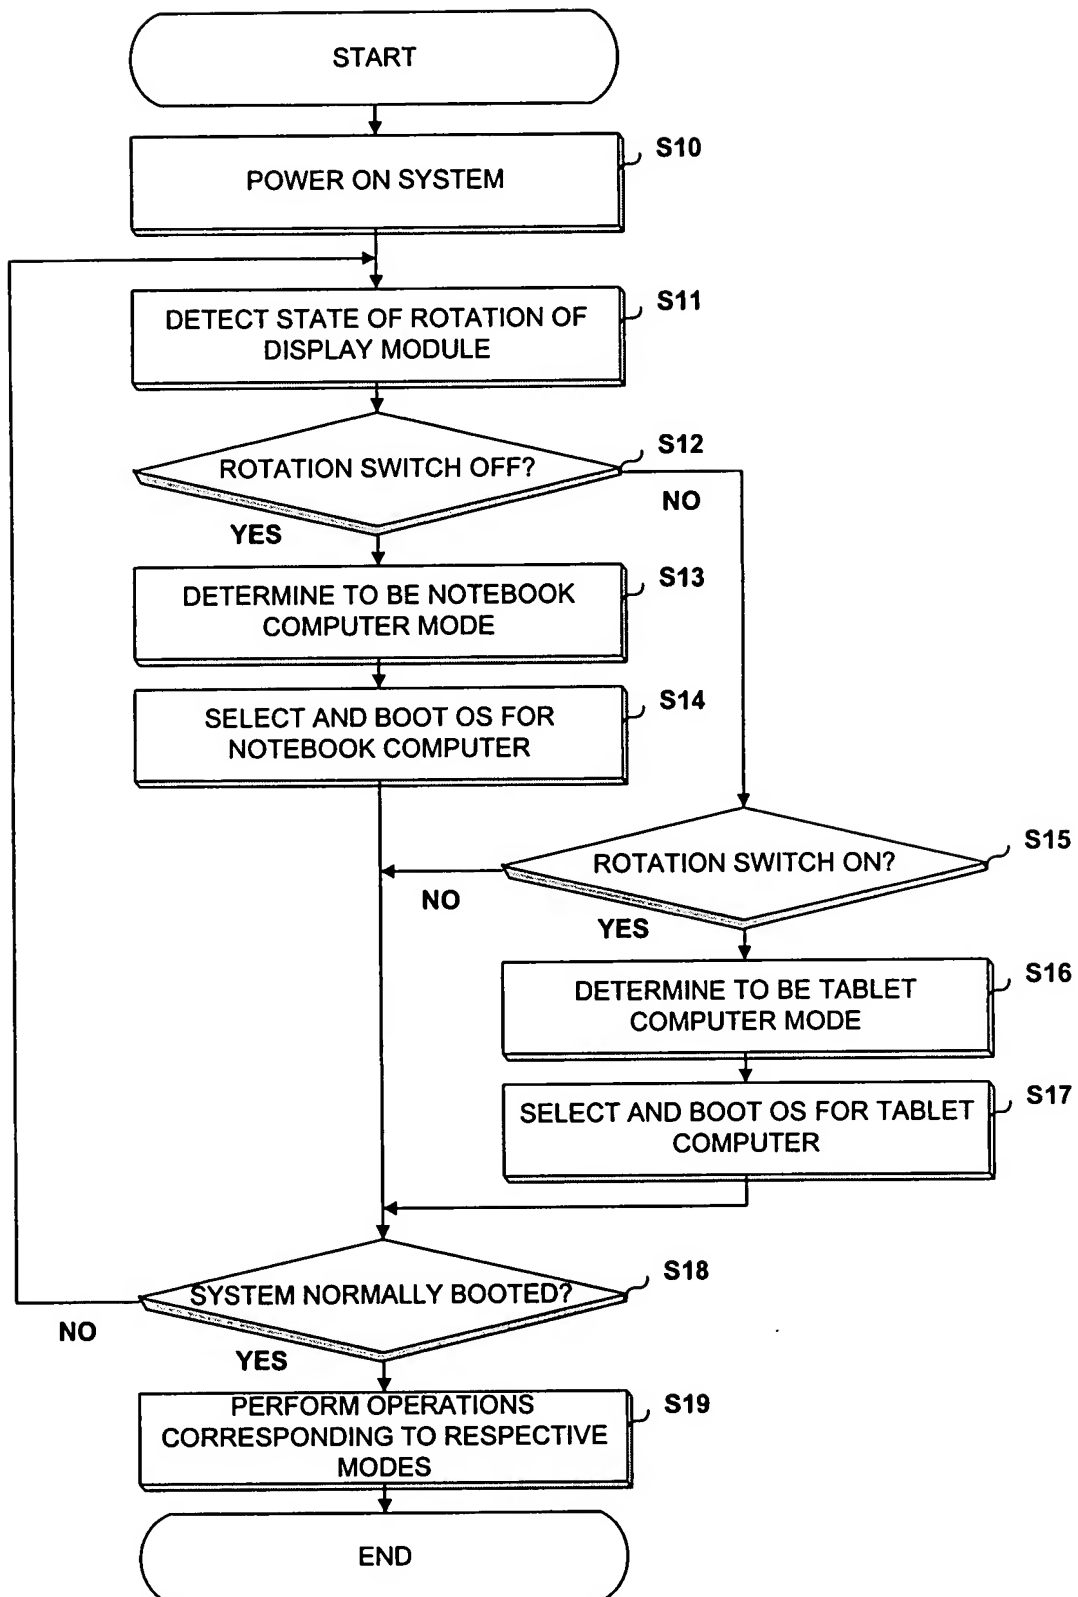 START
S10
POWER ON SYSTEM
S11
DETECT STATE OF ROTATION OF
DISPLAY MODULE
S12
ROTATION SWITCH OFF?
NO
YES
S13
DETERMINE TO BE NOTEBOOK
COMPUTER MODE
S14
SELECT AND BOOT OS FOR
NOTEBOOK COMPUTER
S15
ROTATION SWITCH ON?
NO
YES
S16
DETERMINE TO BE TABLET
COMPUTER MODE
S17
SELECT AND BOOT OS FOR TABLET
COMPUTER
S18
SYSTEM NORMALLY BOOTED?
NO
YES
S19
PERFORM OPERATIONS
CORRESPONDING TO RESPECTIVE
MODES
END